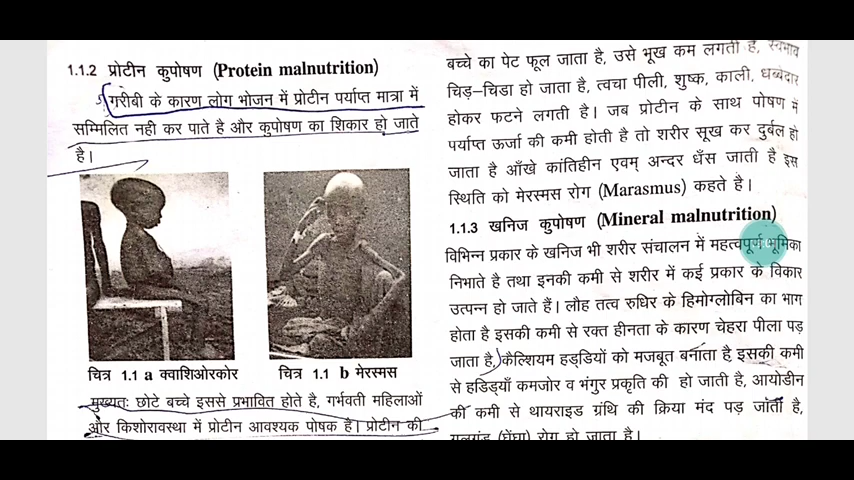 1.1.2 प्रोटीन कुपोषण (Protein malnutrition)
गरीबी के कारण लोग भोजन में प्रोटीन पर्याप्त मात्रा में
सम्मिलित नही कर पाते है और कुपोषण का शिकार हो जाते
है।
चित्र 1.1 a क्वाशिओरकोर
चित्र 1.1 b मेरस्मस
मुख्यतः छोटे बच्चे इससे प्रभावित होते है, गर्भवती महिलाओं
और किशोरावस्था में प्रोटीन आवश्यक पोषक है। प्रोटीन की
बच्चे का पेट फूल जाता है, उसे भूख कम लगती है, स्वभाव
चिड़–चिडा हो जाता है, त्वचा पीली, शुष्क, काली, धब्बेदार
होकर फटने लगती है। जब प्रोटीन के साथ पोषण में
पर्याप्त ऊर्जा की कमी होती है तो शरीर सूख कर दुर्बल हो
जाता है आँखे कांतिहीन एवम् अन्दर धँस जाती है इस
स्थिति को मेरस्मस रोग (Marasmus) कहते है।
1.1.3 खनिज कुपोषण (Mineral malnutrition)
विभिन्न प्रकार के खनिज भी शरीर संचालन में महत्वपूर्ण भूमिका
निभाते है तथा इनकी कमी से शरीर में कई प्रकार के विकार
उत्पन्न हो जाते हैं। लौह तत्व रुधिर के हिमोग्लोबिन का भाग
होता है इसकी कमी से रक्त हीनता के कारण चेहरा पीला पड़
जाता है, कैल्शियम हड्डियों को मजबूत बनाता है, इसकी कमी
से हडिड्याँ कमजोर व भंगुर प्रकृति की हो जाती है, आयोडीन
की कमी से थायराइड ग्रंथि की क्रिया मंद पड़ जाता है,
गलगंड (घेंघा) रोग हो जाता है।